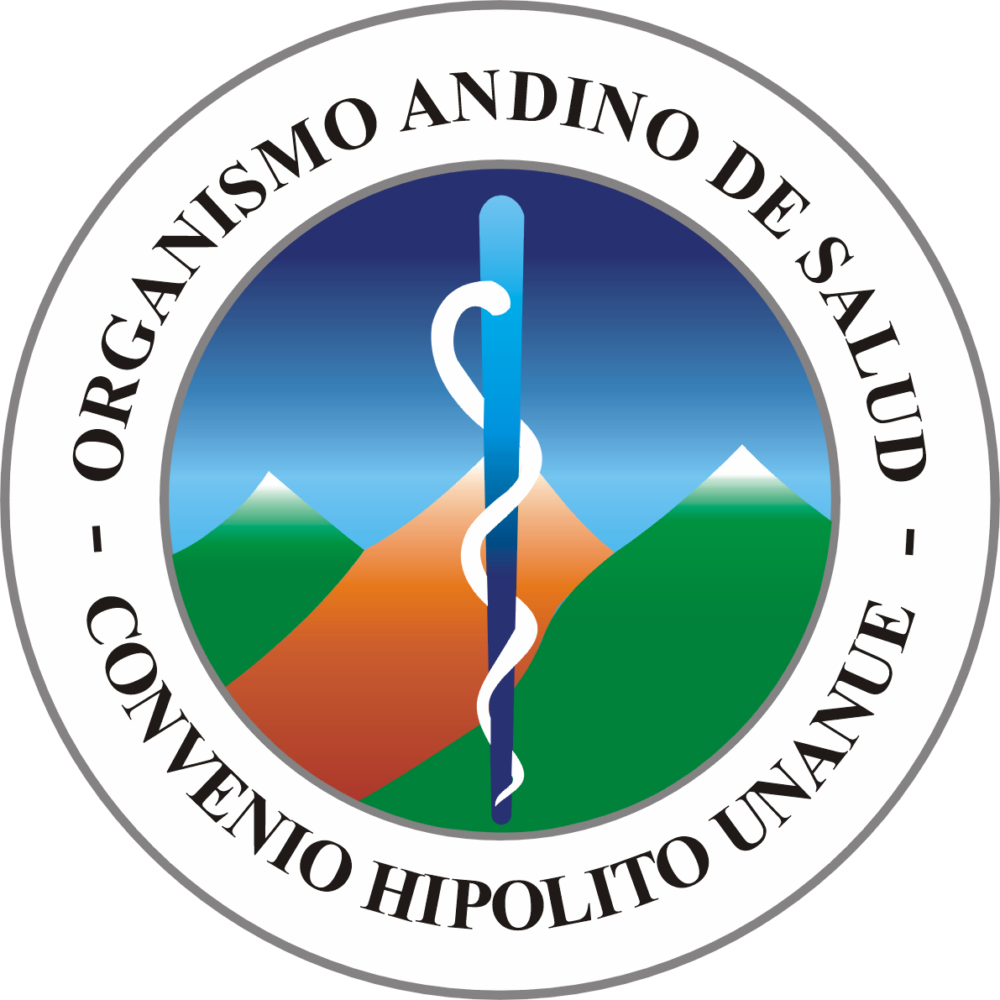 ORGANISMO ANDINO DE SALUD
- CONVENIO HIPOLITO UNANUE -